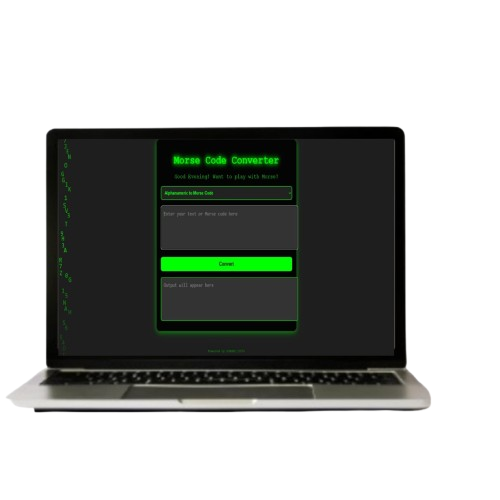 Morse Code Converter
Good Evening! Want to play with Morse?
Alphanumeric to Morse Code
Enter your text or Morse code here
Convert
Output will appear here